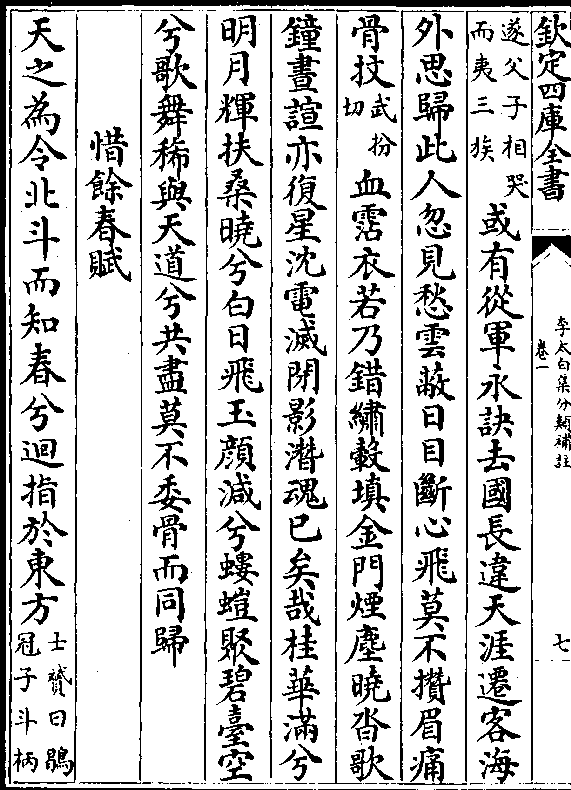 欽定四庫全書
李太白集分類補註
卷一
七
遂父子相哭
而夷三族
或有從軍永訣去國長違天涯遷客海
外思歸此人忽見愁雲蔽日目斷心飛莫不攢眉痛
骨抆
武扮
切
血霑衣若乃錯繡轂填金門煙塵曉沓歌
鐘晝諠亦復星沈電滅閉影潛魂已矣哉桂華滿兮
明月輝扶桑曉兮白日飛玉顏減兮螻螘聚碧臺空
兮歌舞稀與天道兮共盡莫不委骨而同歸
惜餘春賦
天之為令北斗而知春兮迴指於東方
士贇曰鶡
冠子斗柄